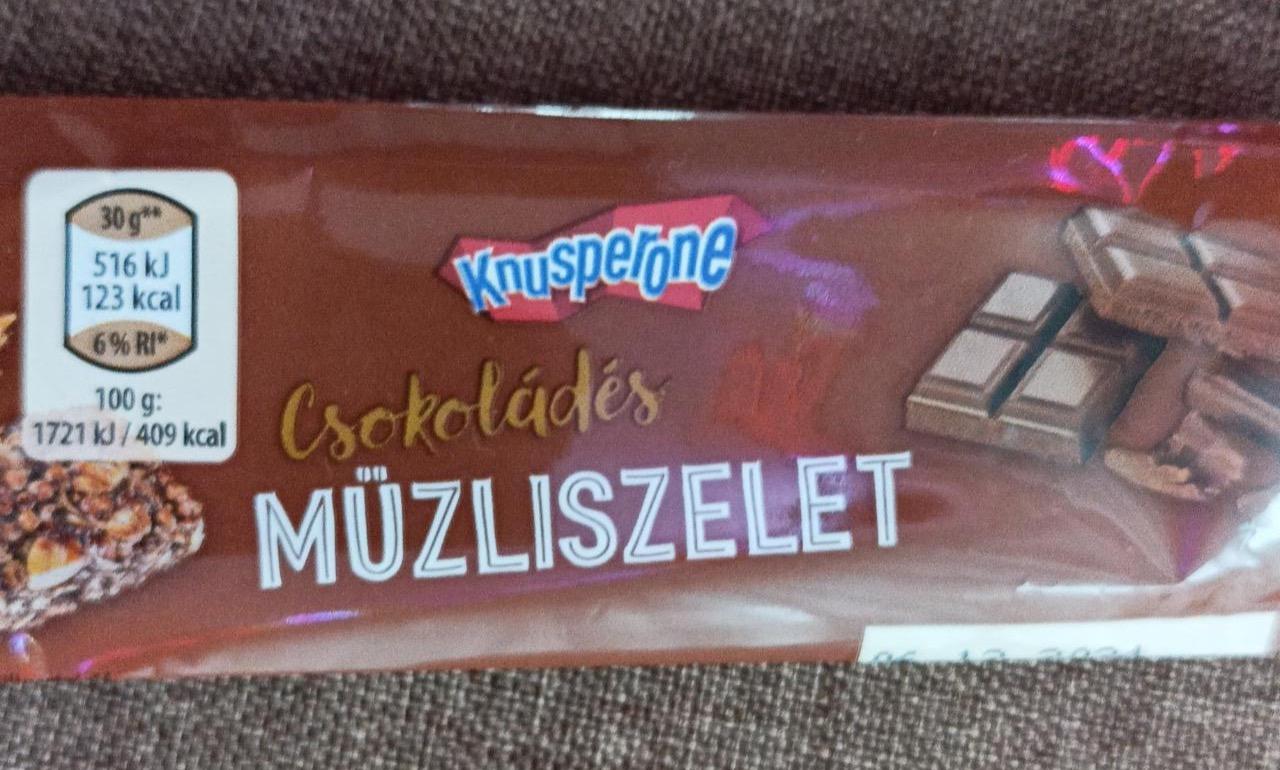 30 g**
516 kJ
123 kcal
6% RI*
100 g:
1721 kJ / 409 kcal
Knusperone
Csokoládés
MÜZLISZELET